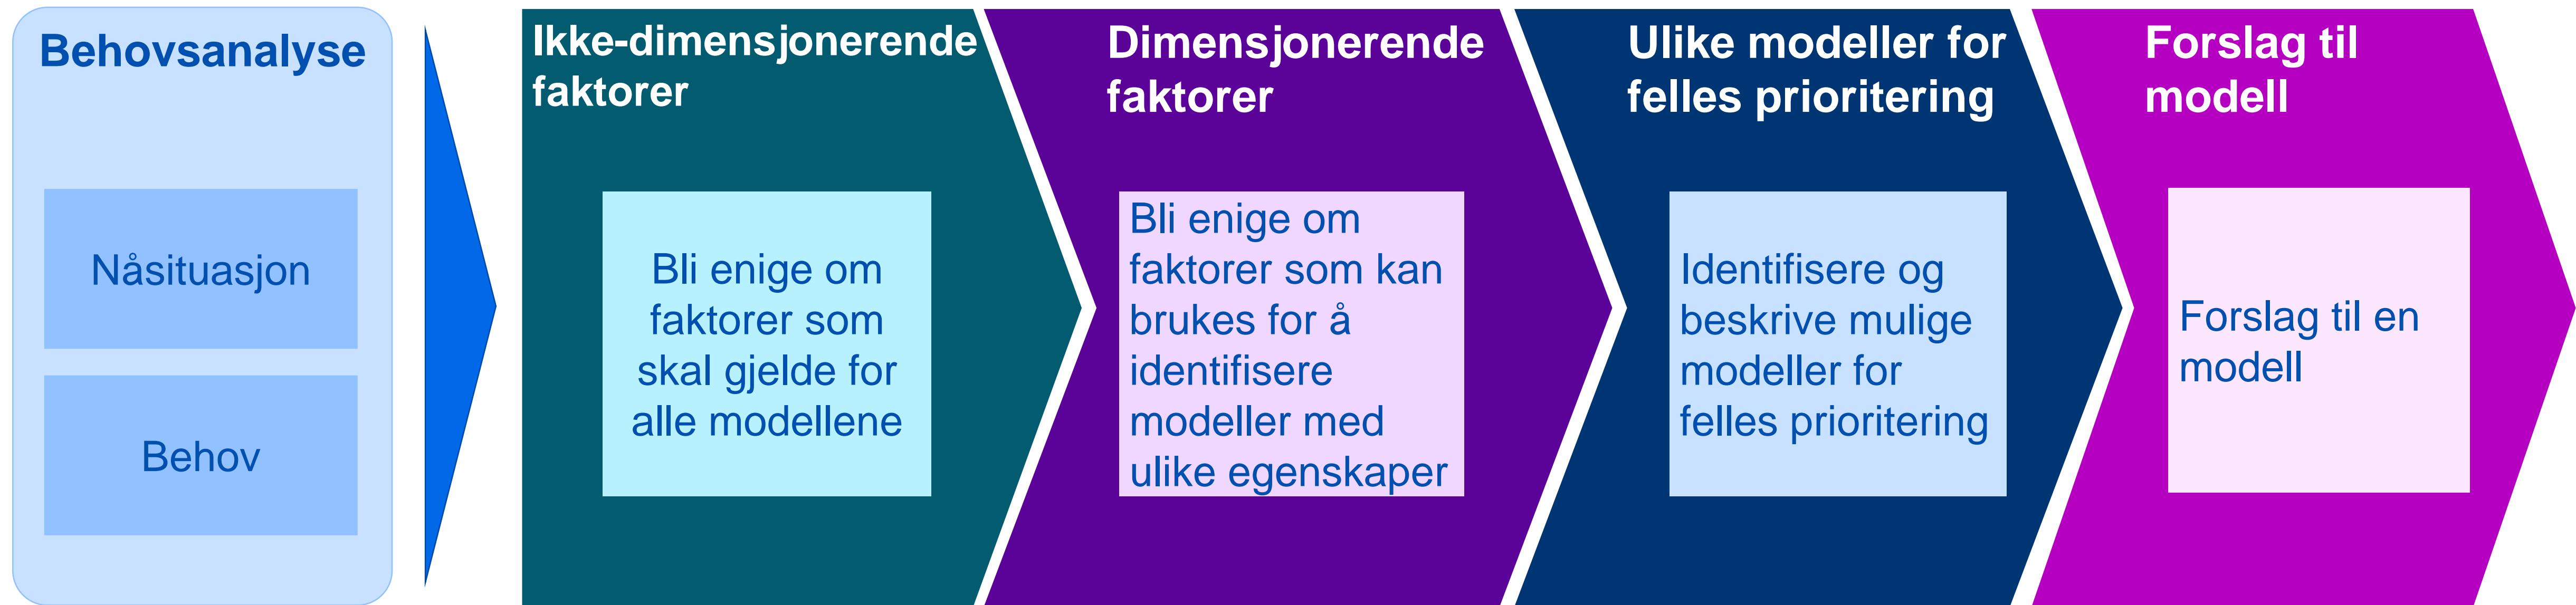 Behovsanalyse
Nåsituasjon
Behov
Ikke-dimensjonerende
faktorer
Bli enige om
faktorer som
skal gjelde for
alle modellene
Dimensjonerende
faktorer
Bli enige om
faktorer som kan
brukes for å
identifisere
modeller med
ulike egenskaper
Ulike modeller for
felles prioritering
Identifisere og
beskrive mulige
modeller for
felles prioritering
Forslag til
modell
Forslag til en
modell